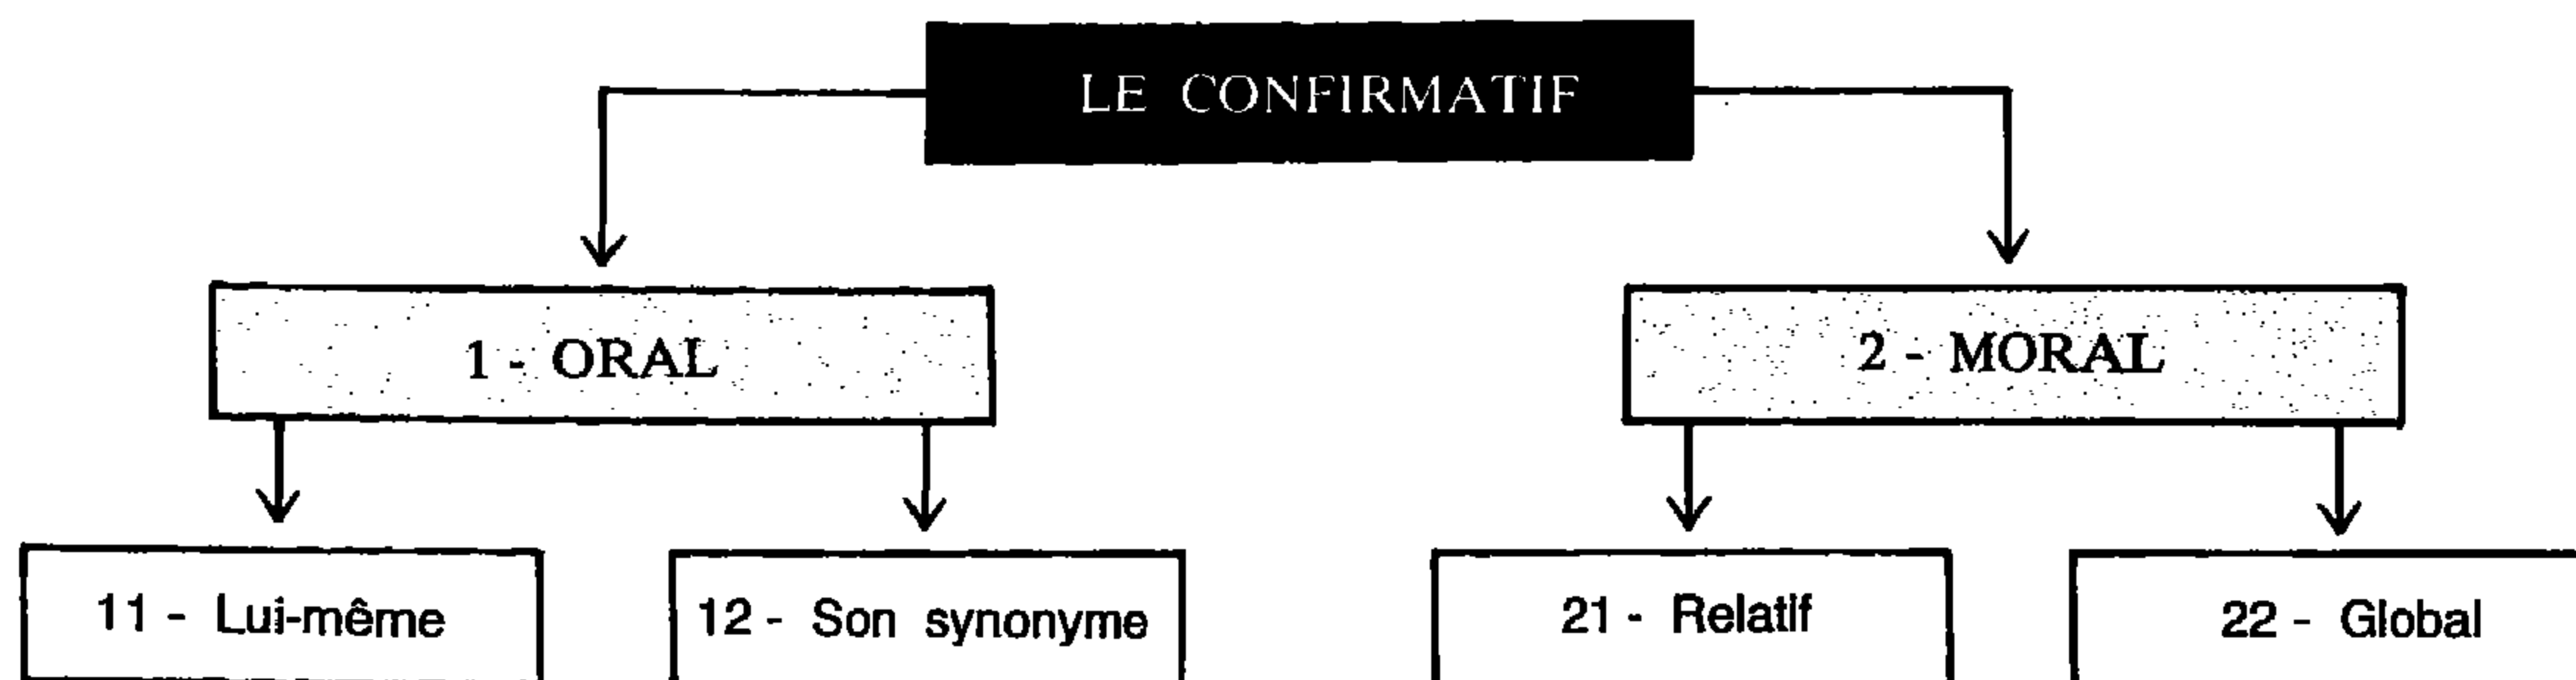 LE CONFIRMATIF
1 - ORAL
2 - MORAL
11 - Lui-même
12 - Son synonyme
21 - Relatif
22 - Global